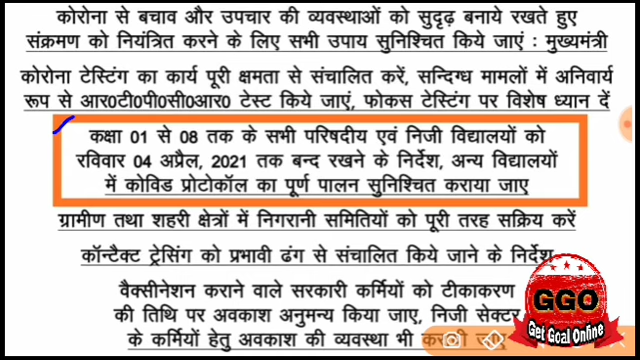 कोरोना से बचाव और उपचार की व्यवस्थाओं को सुदृढ़ बनाये रखते हुए
संक्रमण को नियंत्रित करने के लिए सभी उपाय सुनिश्चित किये जाएं : मुख्यमंत्री
कोरोना टेस्टिंग का कार्य पूरी क्षमता से संचालित करें, सन्दिग्ध मामलों में अनिवार्य
रूप से आर0टी0पी0सी0आर0 टेस्ट किये जाएं, फोकस टेस्टिंग पर विशेष ध्यान दें
कक्षा 01 से 08 तक के सभी परिषदीय एवं निजी विद्यालयों को
रविवार 04 अप्रैल, 2021 तक बन्द रखने के निर्देश, अन्य विद्यालयों
में कोविड प्रोटोकॉल का पूर्ण पालन सुनिश्चित कराया जाए
ग्रामीण तथा शहरी क्षेत्रों में निगरानी समितियों को पूरी तरह सक्रिय करें
कॉन्टैक्ट ट्रेसिंग को प्रभावी ढंग से संचालित किये जाने के निर्देश
वैक्सीनेशन कराने वाले सरकारी कर्मियों को टीकाकरण
की तिथि पर अवकाश अनुमन्य किया जाए, निजी सेक्टर
के कर्मियों हेतु अवकाश की व्यवस्था भी
GGO
Get Goal Online